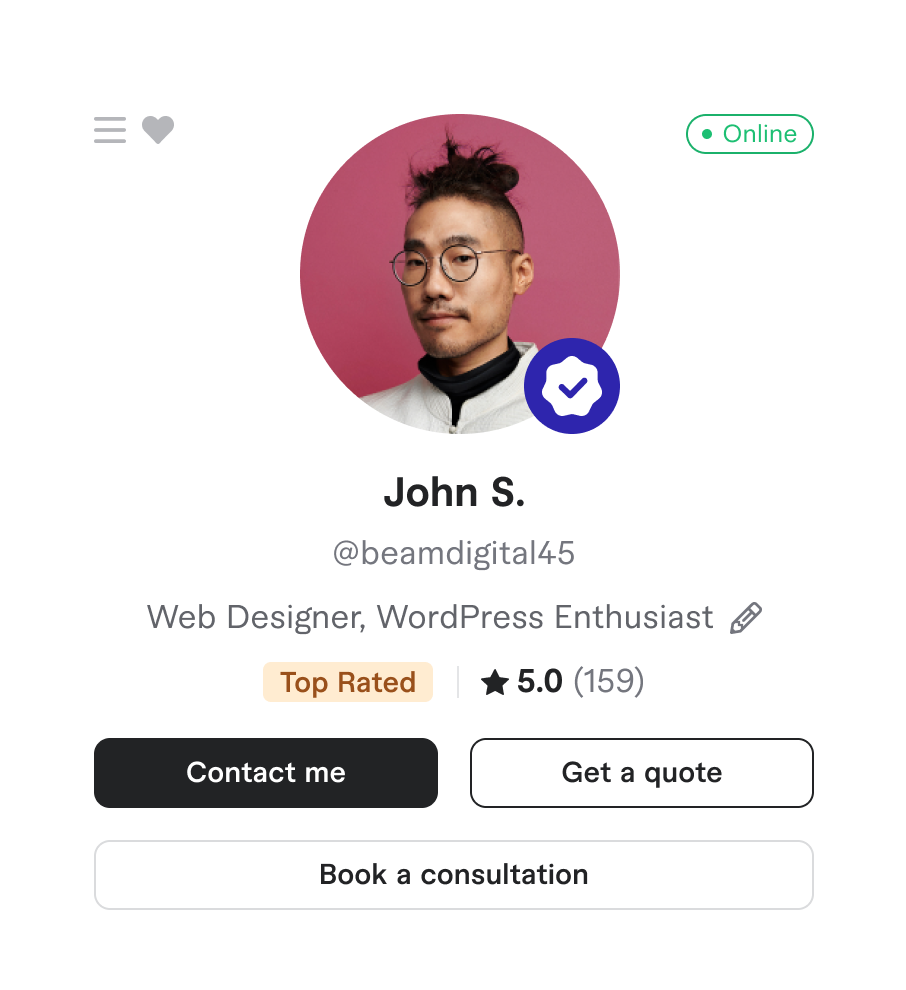 Online
John S.
@beamdigital45
Web Designer, WordPress Enthusiast
Top Rated 5.0 (159)
Contact me Get a quote
Book a consultation